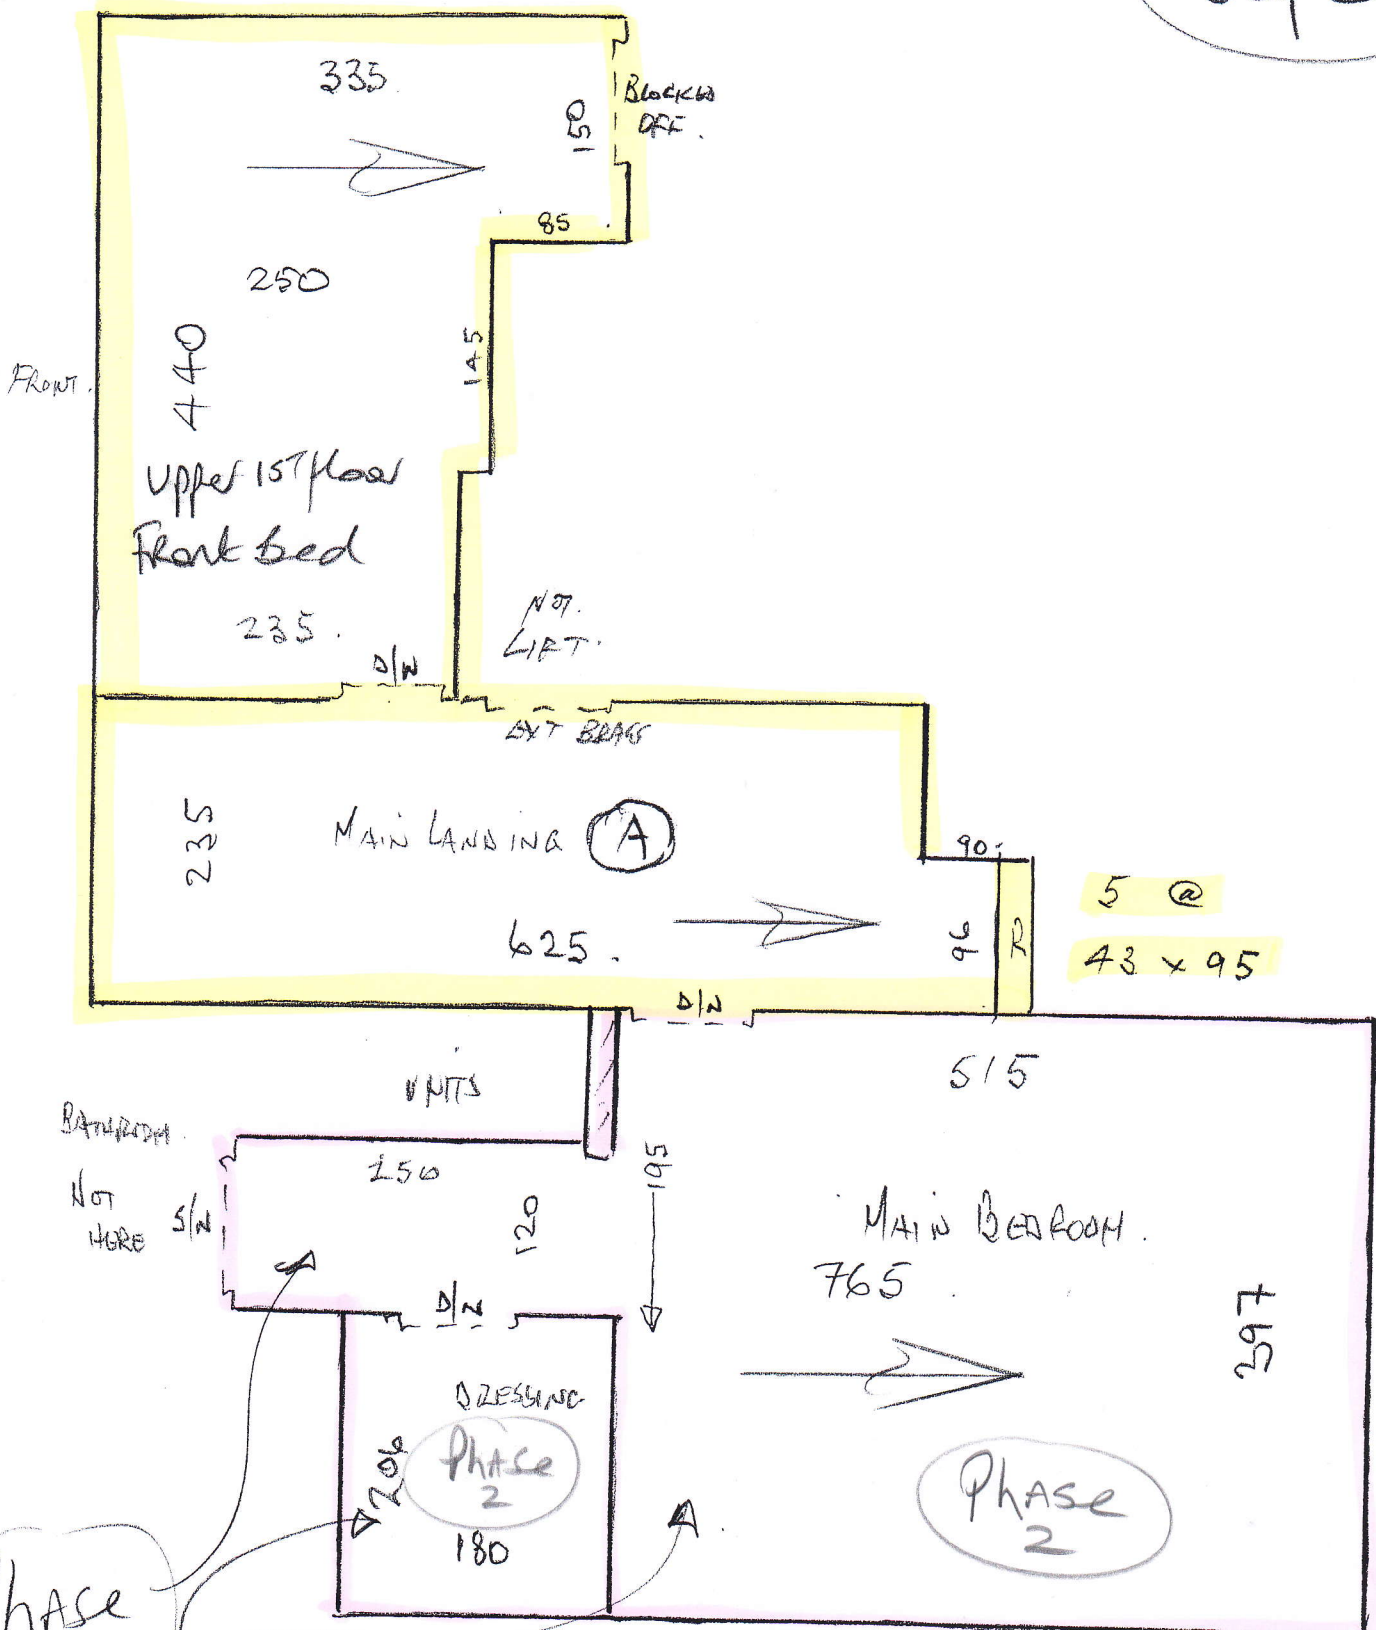 335
BLOCKED
OFF.
150
85
250
145
440
FRONT.
Upper 1ST floor
Front bed
235.
NOT.
LIFT.
D/W
EXT BRASS
235
MAIN LANDING A
90
5 @
96
R
625.
43 x 95
D/N
515
UNITS
BATHROOM.
250
195
NOT
HERE
S/N
120
MAIN BEDROOM.
765
397
D/N
DRESSING
206
Phase
2
180
PhASe
2
hASe